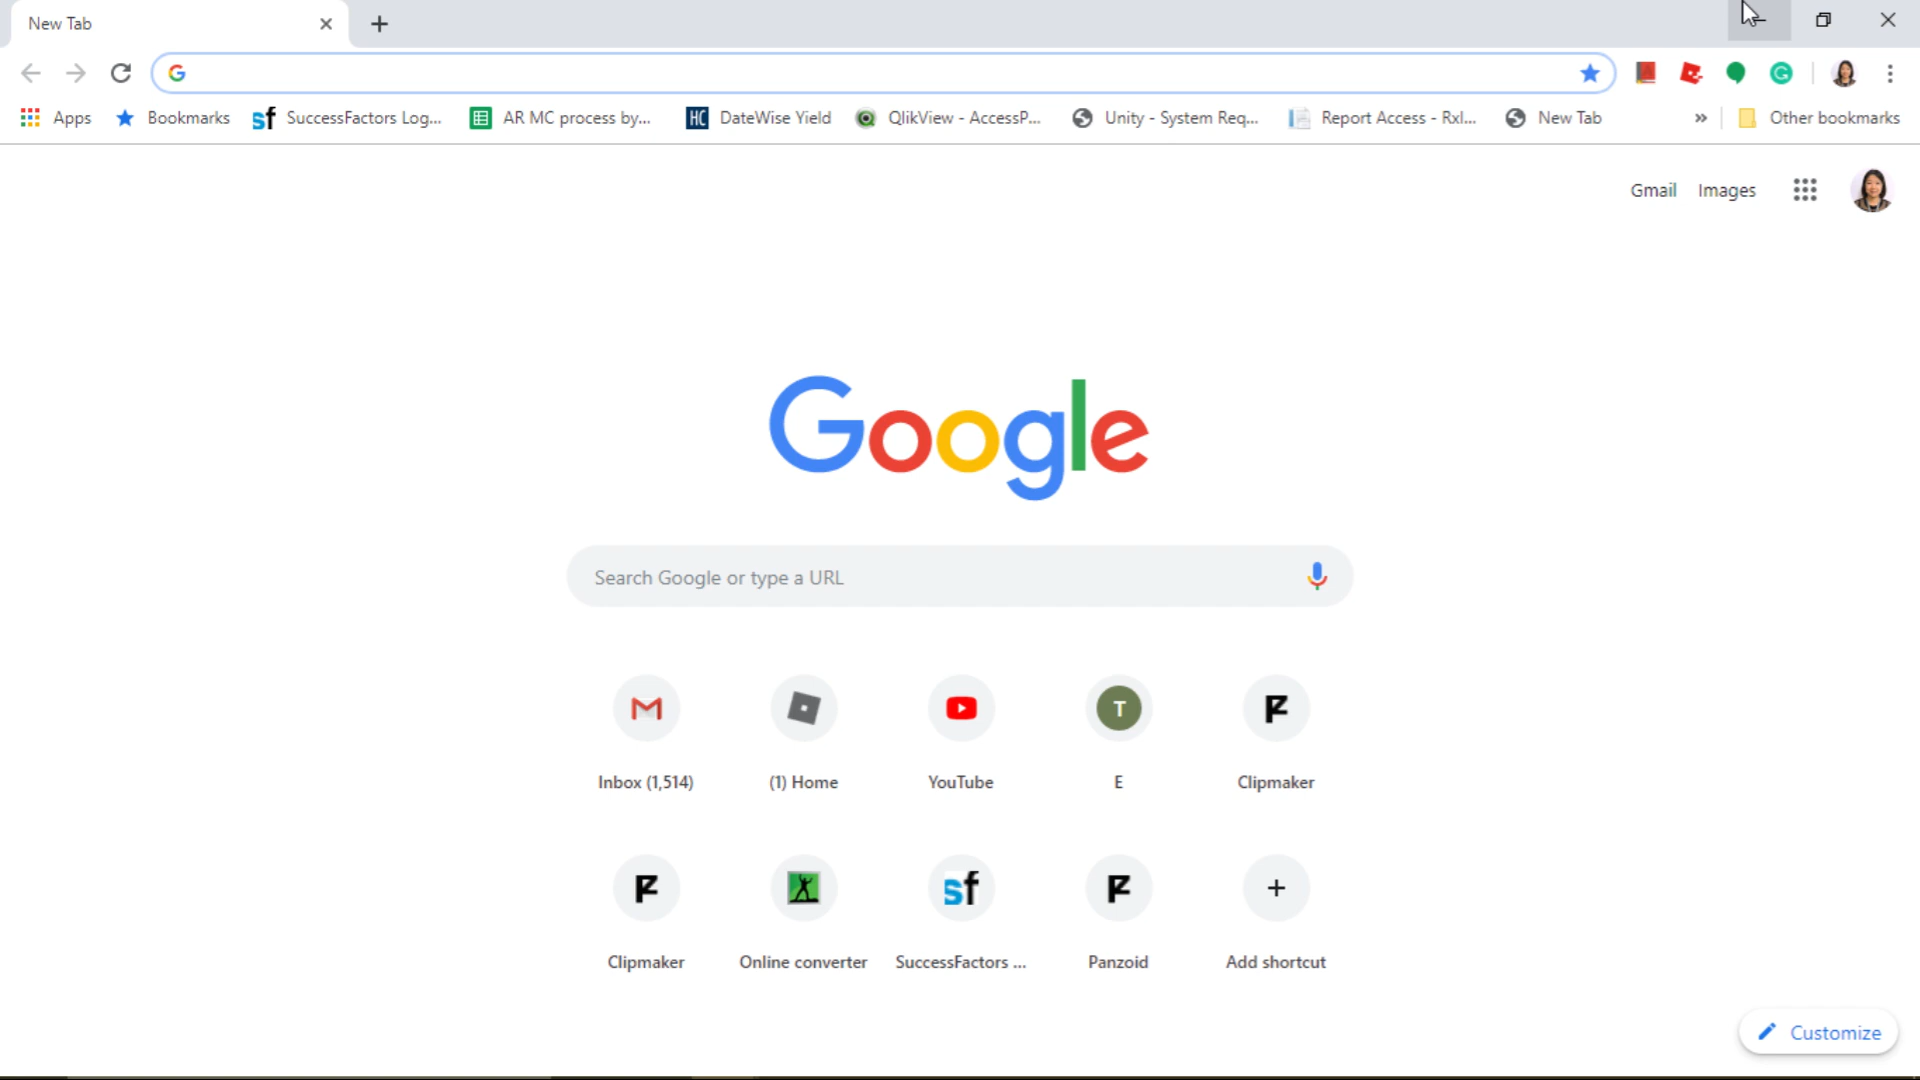 New Tab
Apps Bookmarks SuccessFactors Log... AR MC process by... DateWise Yield QlikView - AccessP... Unity - System Req... Report Access - Rxl... New Tab » Other bookmarks
Gmail Images
Google
Search Google or type a URL
T
Inbox (1,514) (1) Home YouTube E Clipmaker
sf
Clipmaker Online converter SuccessFactors ... Panzoid Add shortcut
Customize